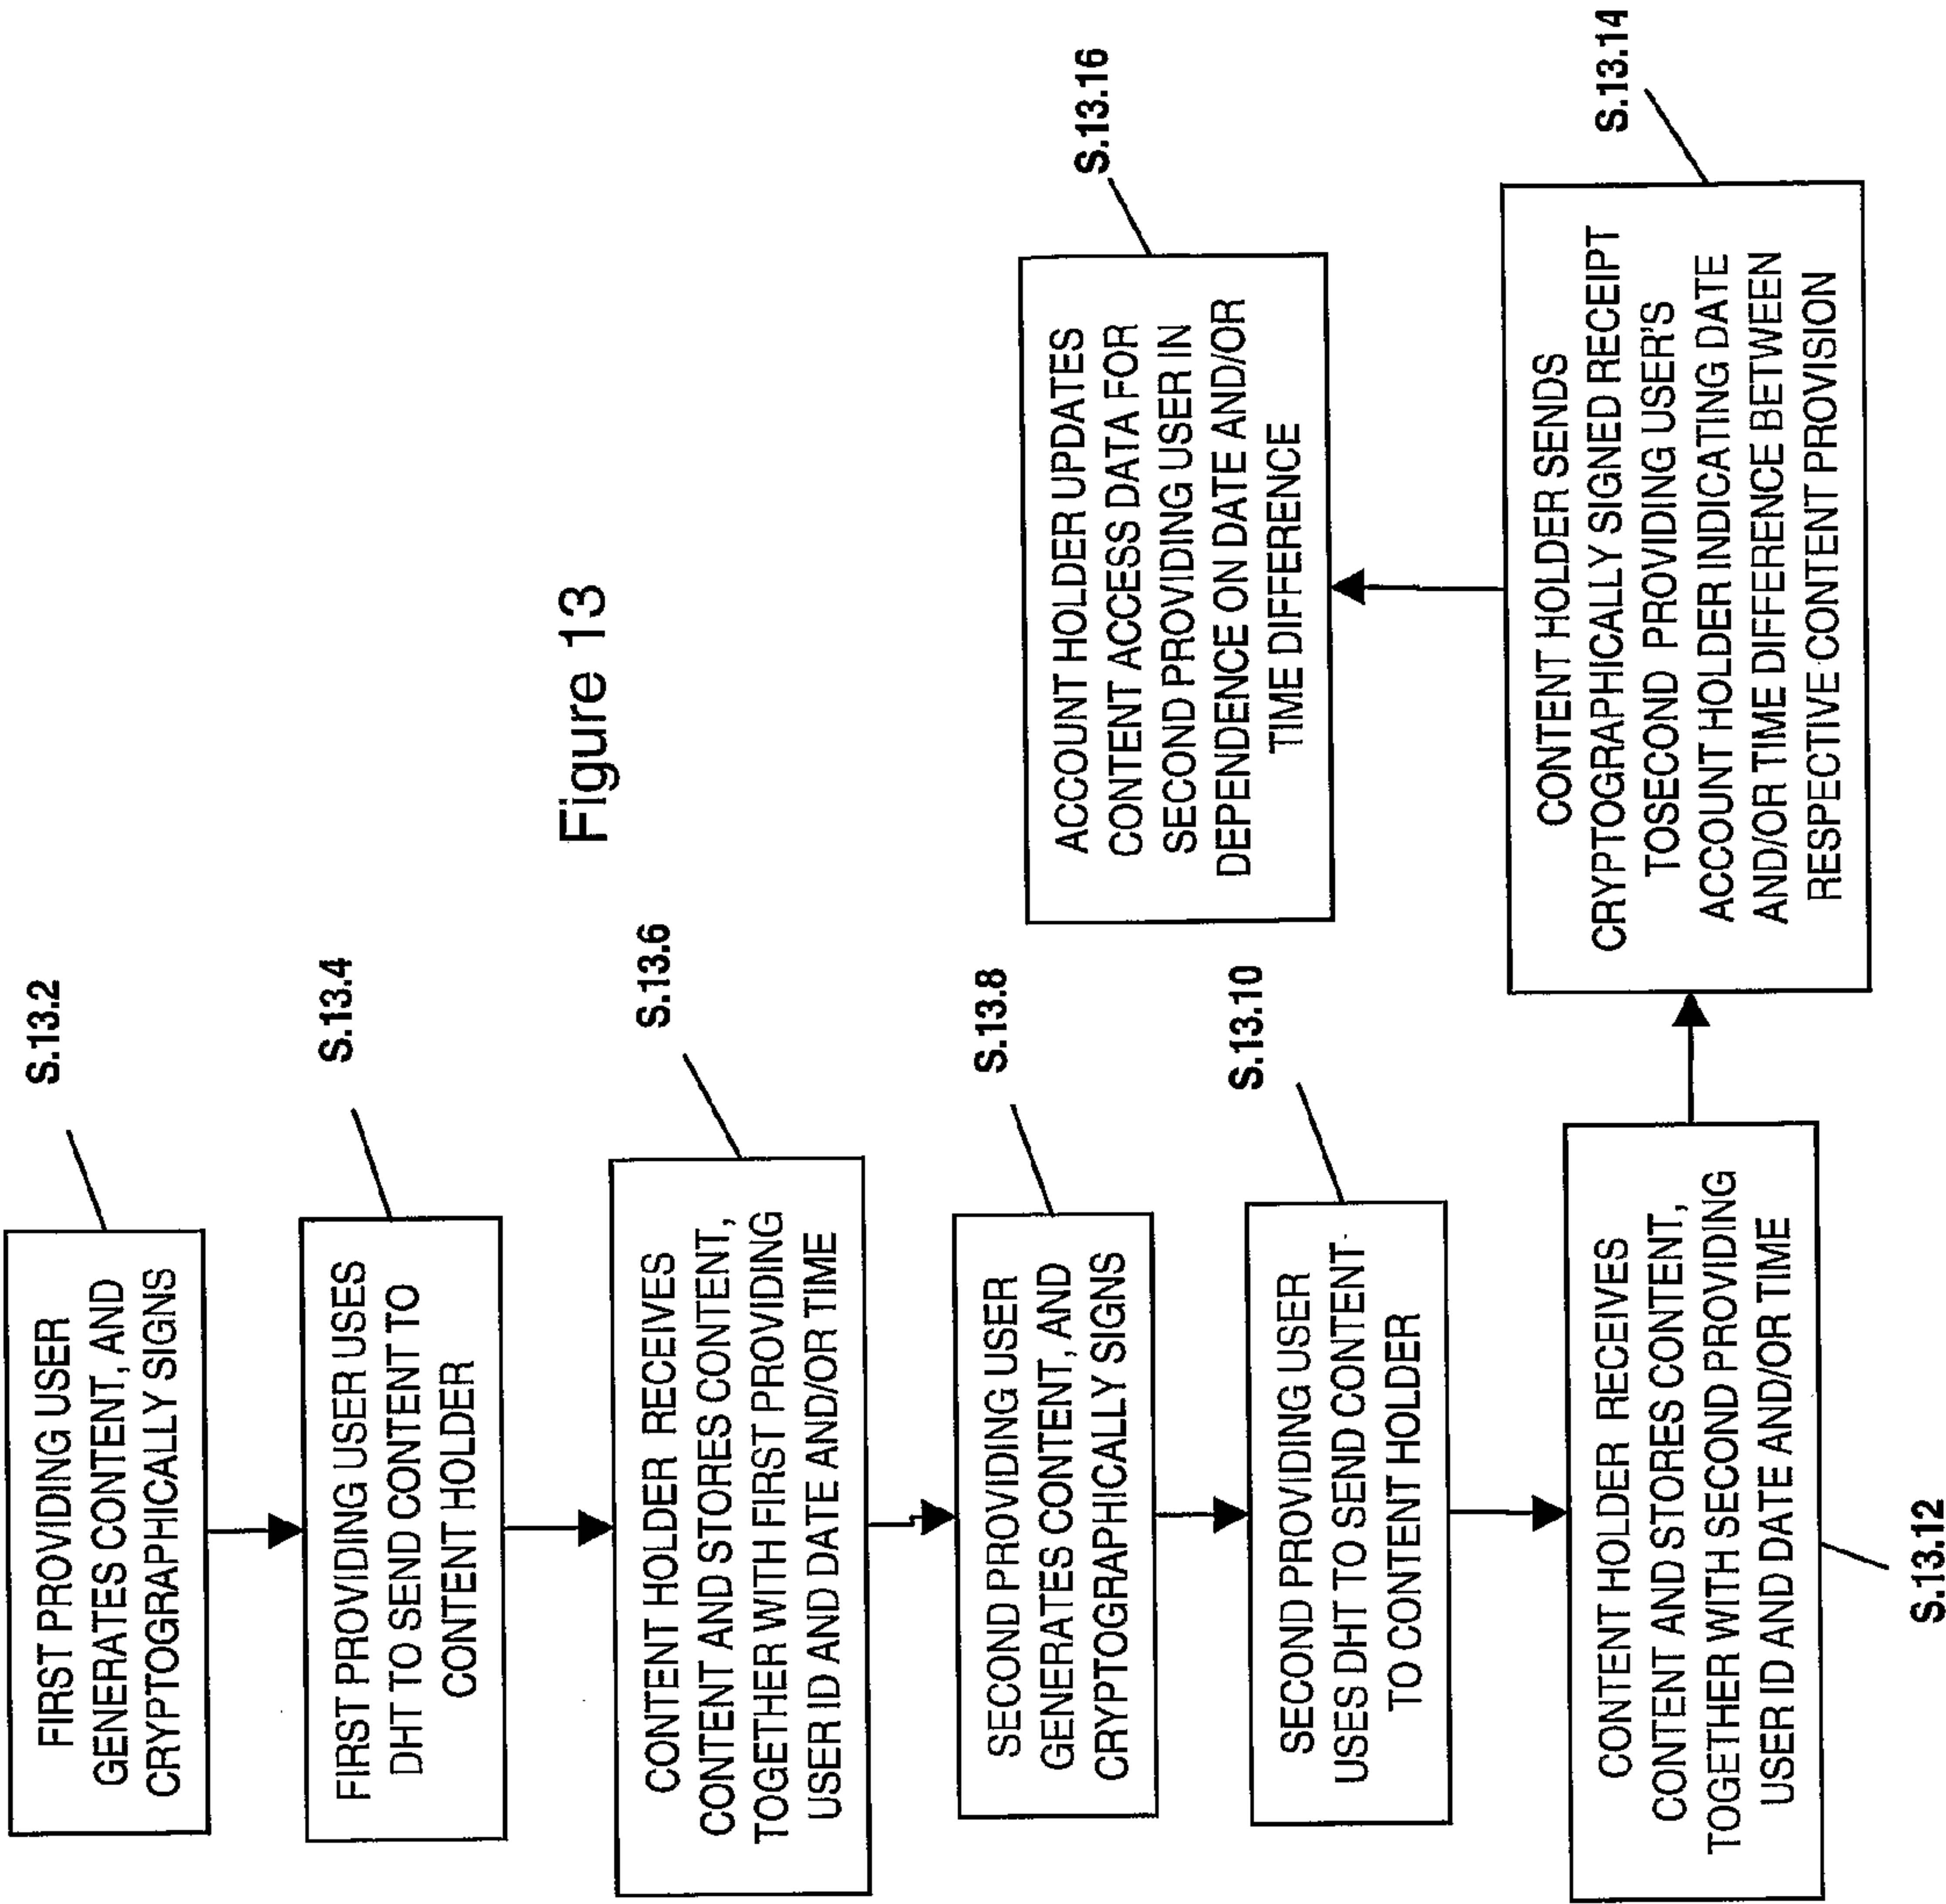 Figure 13
S.13.2
FIRST PROVIDING USER
GENERATES CONTENT, AND
CRYPTOGRAPHICALLY SIGNS
S.13.4
FIRST PROVIDING USER USES
DHT TO SEND CONTENT TO
CONTENT HOLDER
S.13.6
CONTENT HOLDER RECEIVES
CONTENT AND STORES CONTENT,
TOGETHER WITH FIRST PROVIDING
USER ID AND DATE AND/OR TIME
S.13.8
SECOND PROVIDING USER
GENERATES CONTENT, AND
CRYPTOGRAPHICALLY SIGNS
S.13.10
SECOND PROVIDING USER
USES DHT TO SEND CONTENT
TO CONTENT HOLDER
CONTENT HOLDER RECEIVES
CONTENT AND STORES CONTENT,
TOGETHER WITH SECOND PROVIDING
USER ID AND DATE AND/OR TIME
S.13.12
CONTENT HOLDER SENDS
CRYPTOGRAPHICALLY SIGNED RECEIPT
TOSECOND PROVIDING USER'S
ACCOUNT HOLDER INDICATING DATE
AND/OR TIME DIFFERENCE BETWEEN
RESPECTIVE CONTENT PROVISION
S.13.14
ACCOUNT HOLDER UPDATES
CONTENT ACCESS DATA FOR
SECOND PROVIDING USER IN
DEPENDENCE ON DATE AND/OR
TIME DIFFERENCE
S.13.16